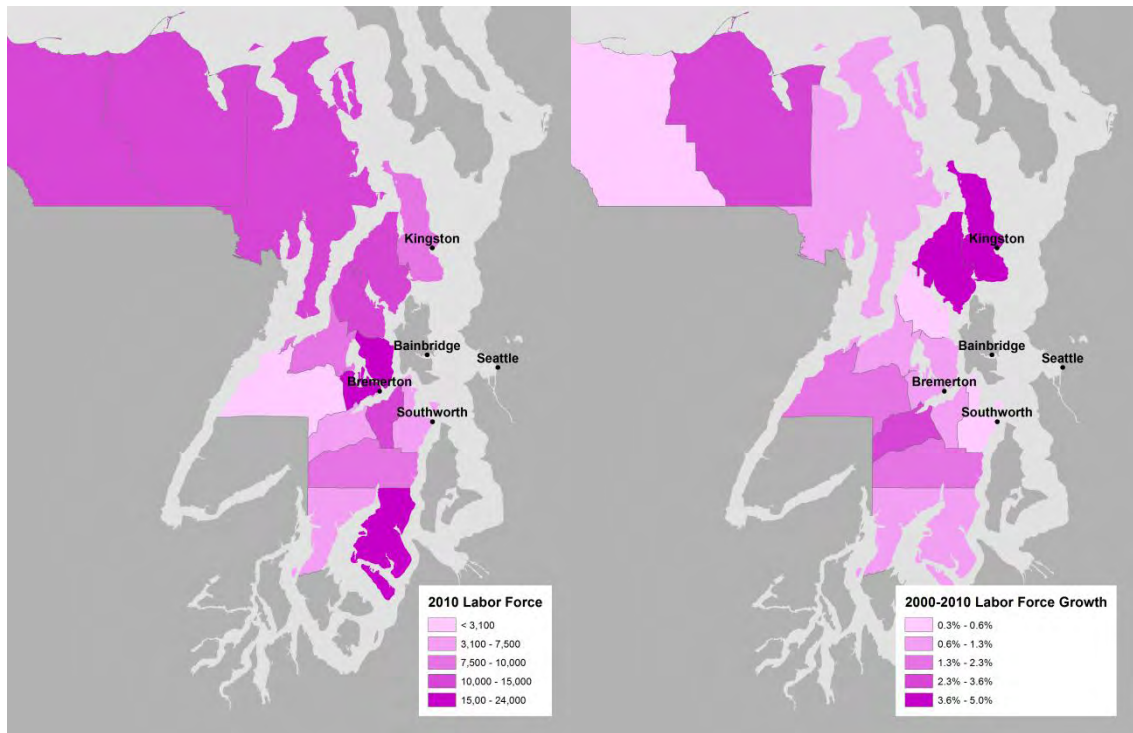 Kingston
Bainbridge
Seattle
Bremerton
Southworth
2010 Labor Force
< 3,100
3,100 - 7,500
7,500 - 10,000
10,000 - 15,000
15,00 - 24,000
Kingston
Bainbridge
Seattle
Bremerton
Southworth
2000-2010 Labor Force Growth
0.3% - 0.6%
0.6% - 1.3%
1.3% - 2.3%
2.3% - 3.6%
3.6% - 5.0%